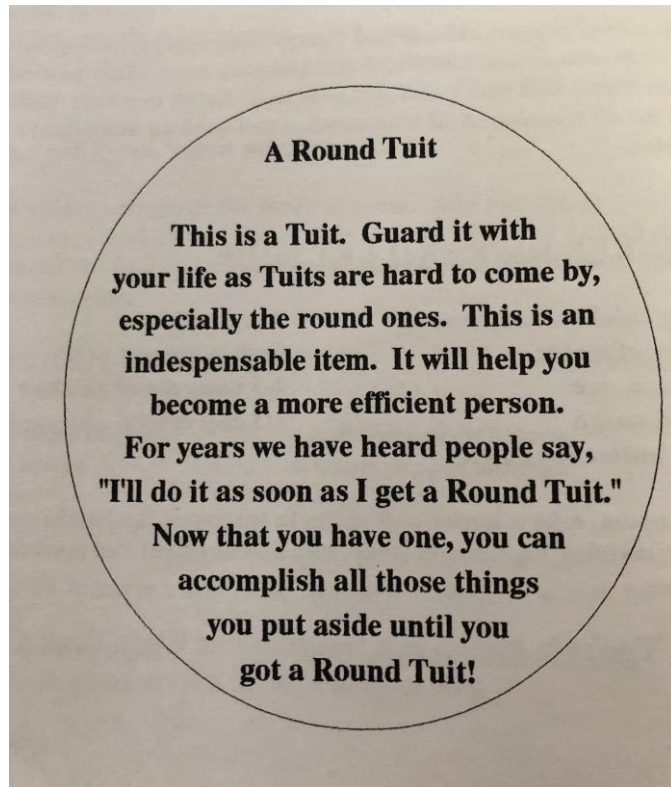 A Round Tuit
This is a Tuit.  Guard it with
your life as Tuits are hard to come by,
especially the round ones.  This is an
indespensable item.  It will help you
become a more efficient person.
For years we have heard people say,
"I'll do it as soon as I get a Round Tuit."
Now that you have one, you can
accomplish all those things
you put aside until you
got a Round Tuit!